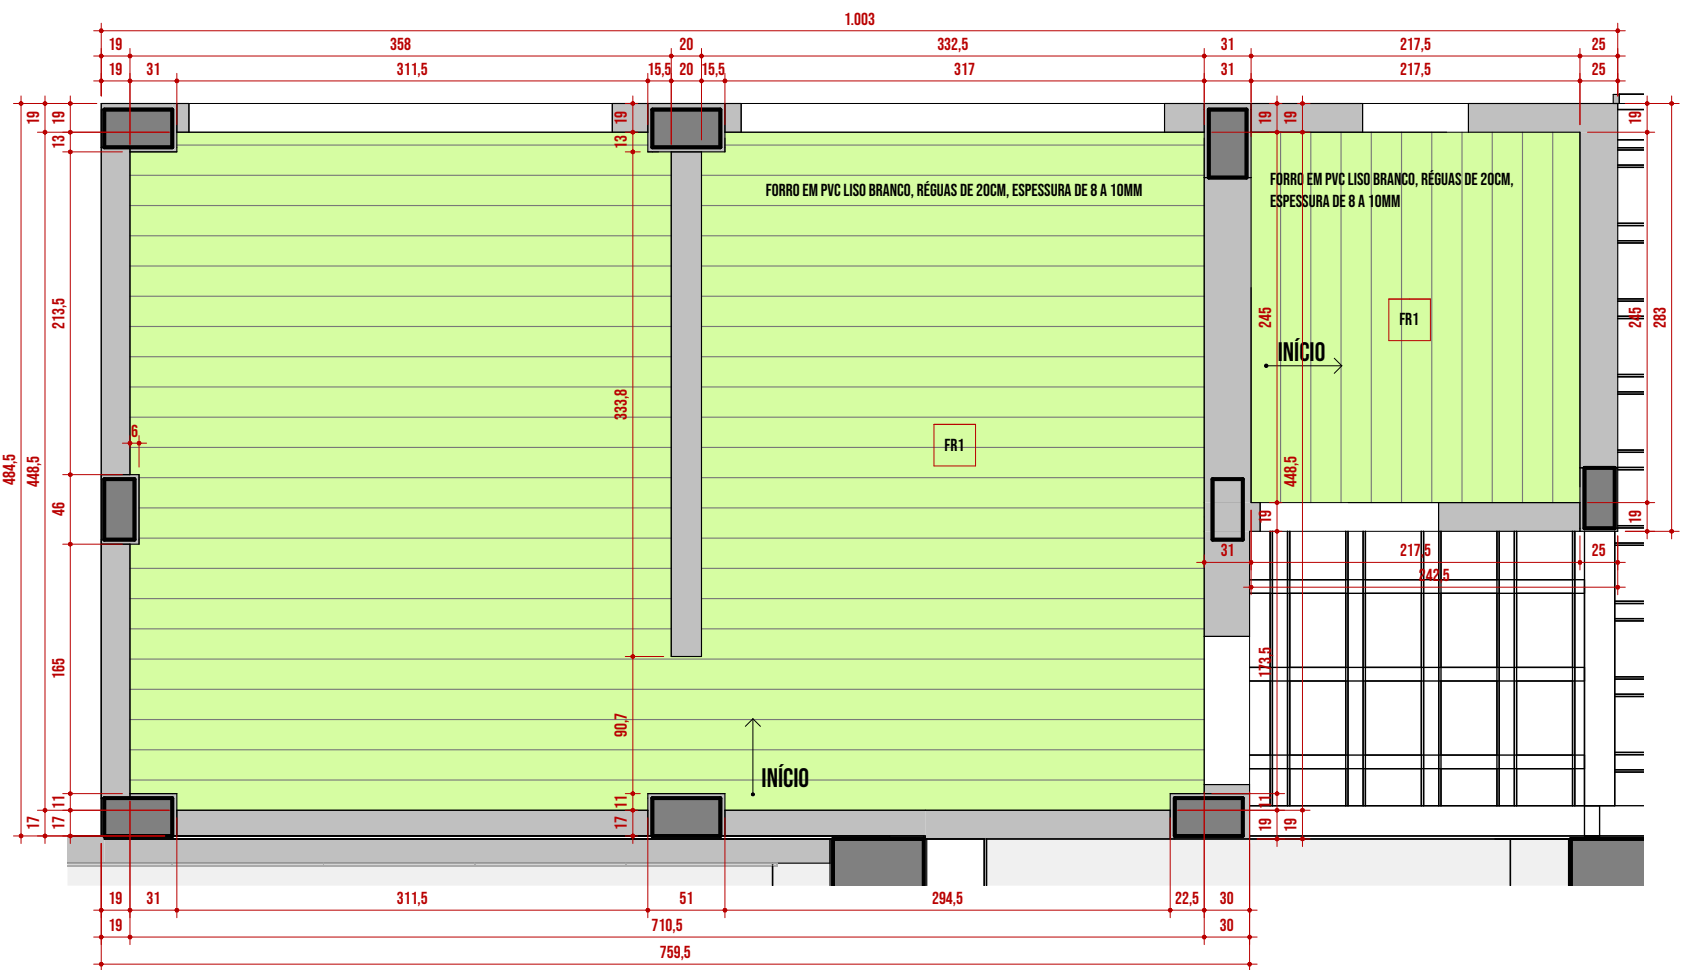 1.003
19 358 20 332,5 31 217,5 25
19 31 311,5 15,5 20 15,5 317 31 217,5 25
19 19 19 19 19 19
13 13
FORRO EM PVC LISO BRANCO, RÉGUAS DE 20CM, ESPESSURA DE 8 A 10MM
FORRO EM PVC LISO BRANCO, RÉGUAS DE 20CM,
ESPESSURA DE 8 A 10MM
213,5 245 245 283
FR1
INÍCIO
333,8
6
FR1
484,5 448,5 448,5
46 19 19
31 217,5 25
242,5
165 173,5
90,7
INÍCIO
11 11 11
17 17 17 19 19
19 31 311,5 51 294,5 22,5 30
19 710,5 30
759,5